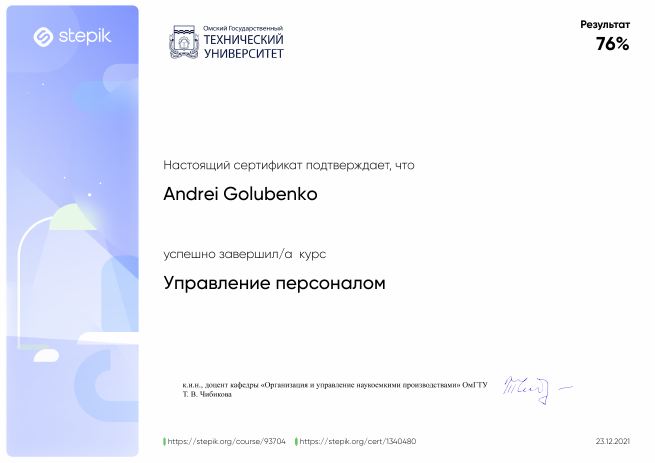 stepik
Омский Государственный
ТЕХНИЧЕСКИЙ
УНИВЕРСИТЕТ
Результат
76%
Настоящий сертификат подтверждает, что
Andrei Golubenko
успешно завершил/а курс
Управление персоналом
к.и.н., доцент кафедры «Организация и управление наукоемкими производствами» ОмГТУ
Т. В. Чибикова
https://stepik.org/course/93704 https://stepik.org/cert/1340480
23.12.2021